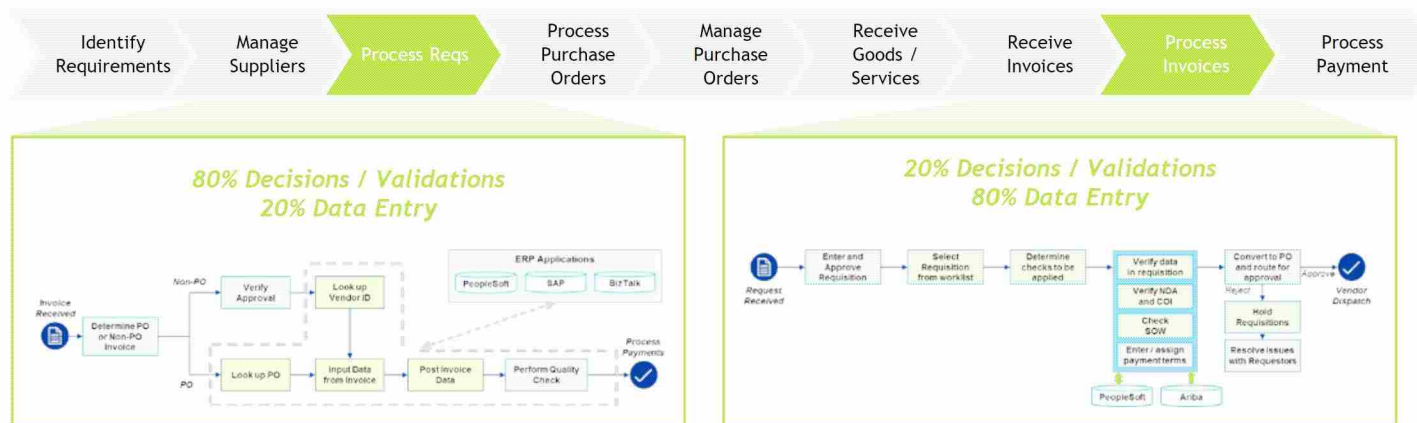 Identify
Requirements
Manage
Suppliers
Process Reqs
Process
Purchase
Orders
Manage
Purchase
Orders
Receive
Goods /
Services
Receive
Invoices
Process
Invoices
Process
Payment
80% Decisions / Validations
20% Data Entry
ERP Applications
PeopleSoft
SAP
BizTalk
Non-PO
Verify
Approval
Look up
Vendor ID
Invoice
Received
Determine PO
or Non-PO
Invoice
PO
Look up PO
Input Data
from Invoice
Post Invoice
Data
Perform Quality
Check
Process
Payments
20% Decisions / Validations
80% Data Entry
Request
Received
Enter and
Approve
Requisition
Select
Requisition
from worklist
Determine
checks to be
applied
Verify data
in requisition
Verify NDA
and COI
Check
SOW
Enter / assign
payment terms
PeopleSoft
Ariba
Convert to PO
and route for
approval
Approve
Reject
Vendor
Dispatch
Hold
Requisitions
Resolve issues
with Requestors